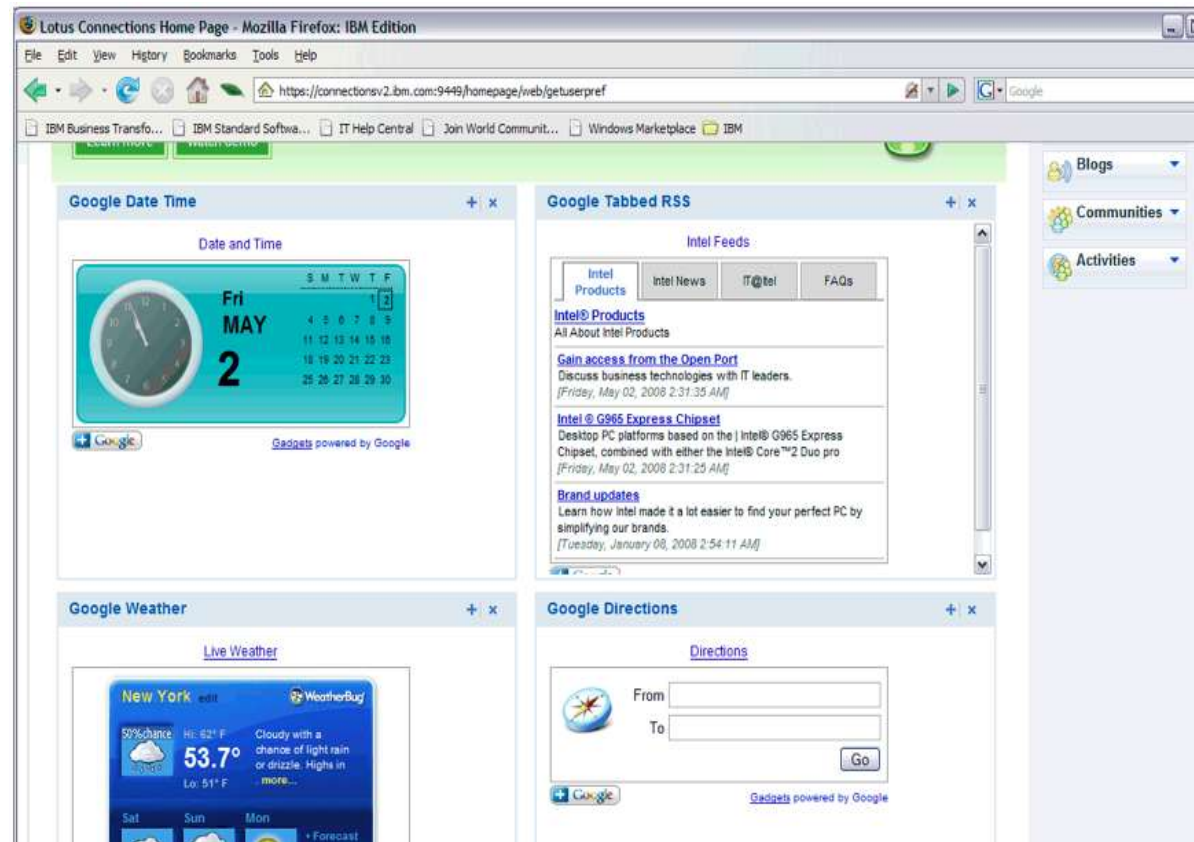 Lotus Connections Home Page - Mozilla Firefox: IBM Edition
File Edit View History Bookmarks Tools Help
https://connectionsv2.ibm.com:9449/homepage/web/getuserpref
Google
IBM Business Transfo... IBM Standard Softwa... IT Help Central Join World Communit... Windows Marketplace IBM
Learn more Watch demo
Blogs
Communities
Activities
Google Date Time
Date and Time
Fri
MAY
2
S M T W T F
1 2
4 5 6 7 8 9
11 12 13 14 15 16
18 19 20 21 22 23
25 26 27 28 29 30
Google
Gadgets powered by Google
Google Tabbed RSS
Intel Feeds
Intel Products
Intel News
IT@tel
FAQs
Intel® Products
All About Intel Products
Gain access from the Open Port
Discuss business technologies with IT leaders.
[Friday, May 02, 2008 2:31:35 AM]
Intel ® G965 Express Chipset
Desktop PC platforms based on the | Intel® G965 Express
Chipset, combined with either the Intel® Core™2 Duo pro
[Friday, May 02, 2008 2:31:25 AM]
Brand updates
Learn how Intel made it a lot easier to find your perfect PC by
simplifying our brands.
[Tuesday, January 08, 2008 2:54:11 AM]
Google Weather
Live Weather
New York edit
WeatherBug
50% chance
Hi: 62° F
53.7°
Lo: 51° F
Cloudy with a
chance of light rain
or drizzle. Highs in
more...
Sat Sun Mon
• Forecast
Google Directions
Directions
From
To
Go
Google
Gadgets powered by Google